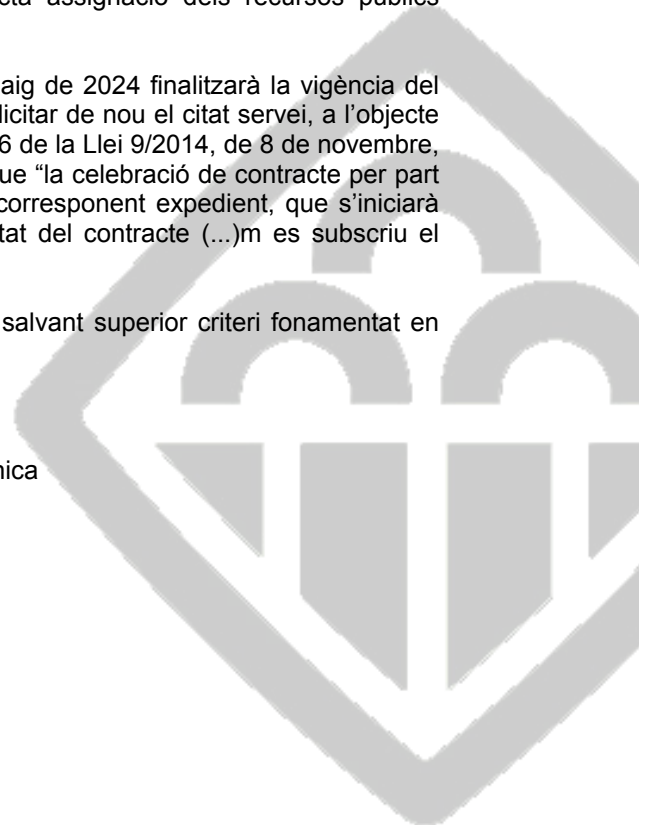 assignació dels recursos públics
aig de 2024 finalitzarà la vigència del
licitar de nou el citat servei, a l’objecte
6 de la Llei 9/2014, de 8 de novembre,
ue “la celebració de contracte per part
corresponent expedient, que s’iniciarà
tat del contracte (...)m es subscriu el
salvant superior criteri fonamentat en
nica